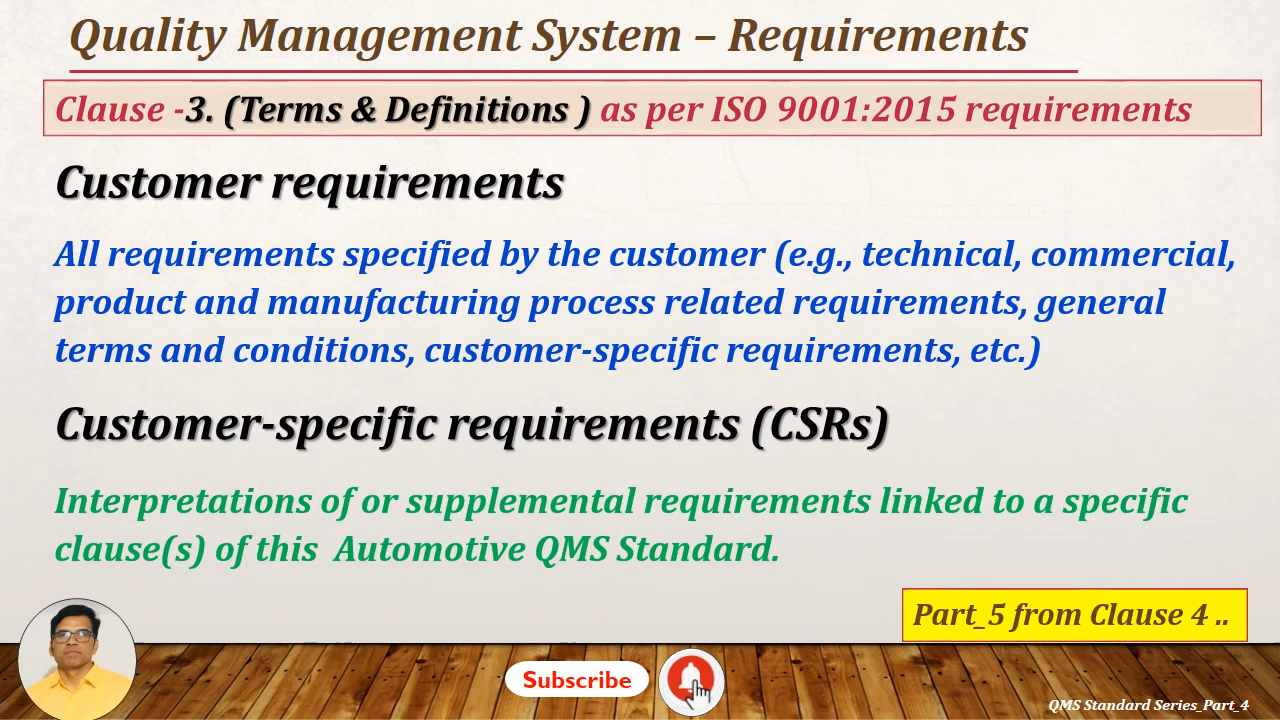 Quality Management System – Requirements
Clause -3. (Terms & Definitions ) as per ISO 9001:2015 requirements
Customer requirements
All requirements specified by the customer (e.g., technical, commercial,
product and manufacturing process related requirements, general
terms and conditions, customer-specific requirements, etc.)
Customer-specific requirements (CSRs)
Interpretations of or supplemental requirements linked to a specific
clause(s) of this  Automotive QMS Standard.
Part_5 from Clause 4 ..
Subscribe
QMS Standard Series_Part_4